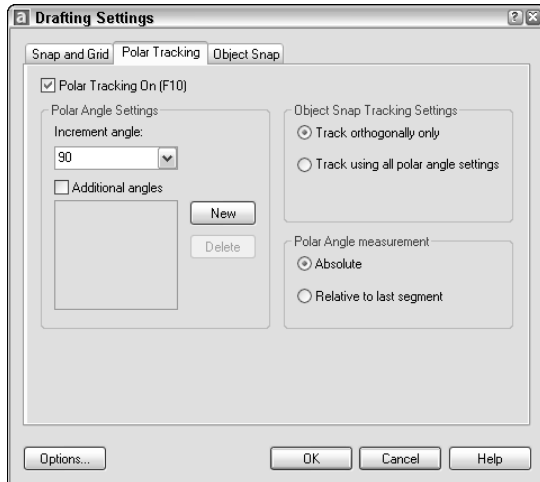 a Drafting Settings
Snap and Grid Polar Tracking Object Snap
Polar Tracking On (F10)
Polar Angle Settings
Increment angle:
90
Additional angles
New
Delete
Object Snap Tracking Settings
Track orthogonally only
Track using all polar angle settings
Polar Angle measurement
Absolute
Relative to last segment
Options... OK Cancel Help